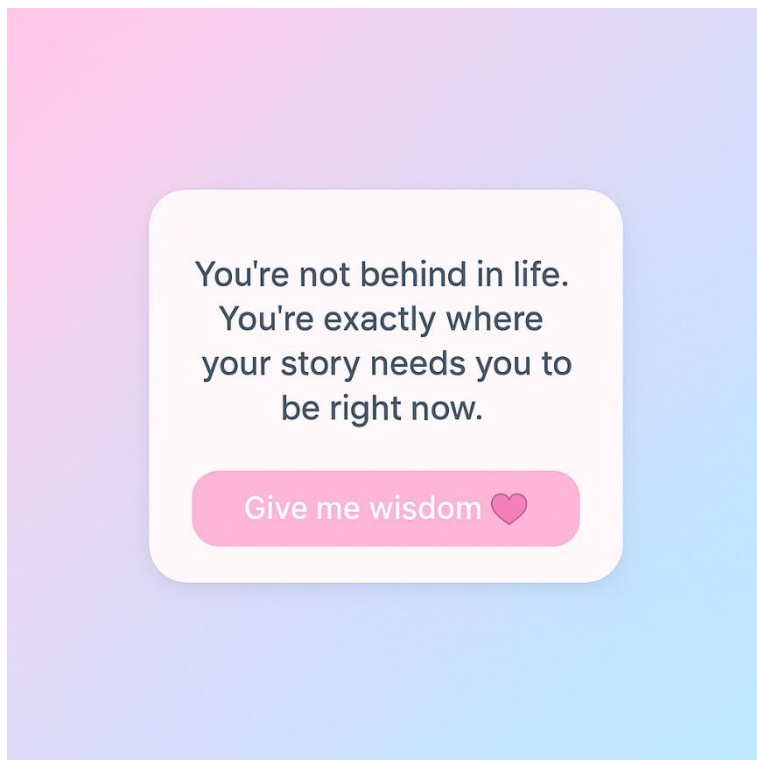 You're not behind in life.
You're exactly where
your story needs you to
be right now.
Give me wisdom 🩷